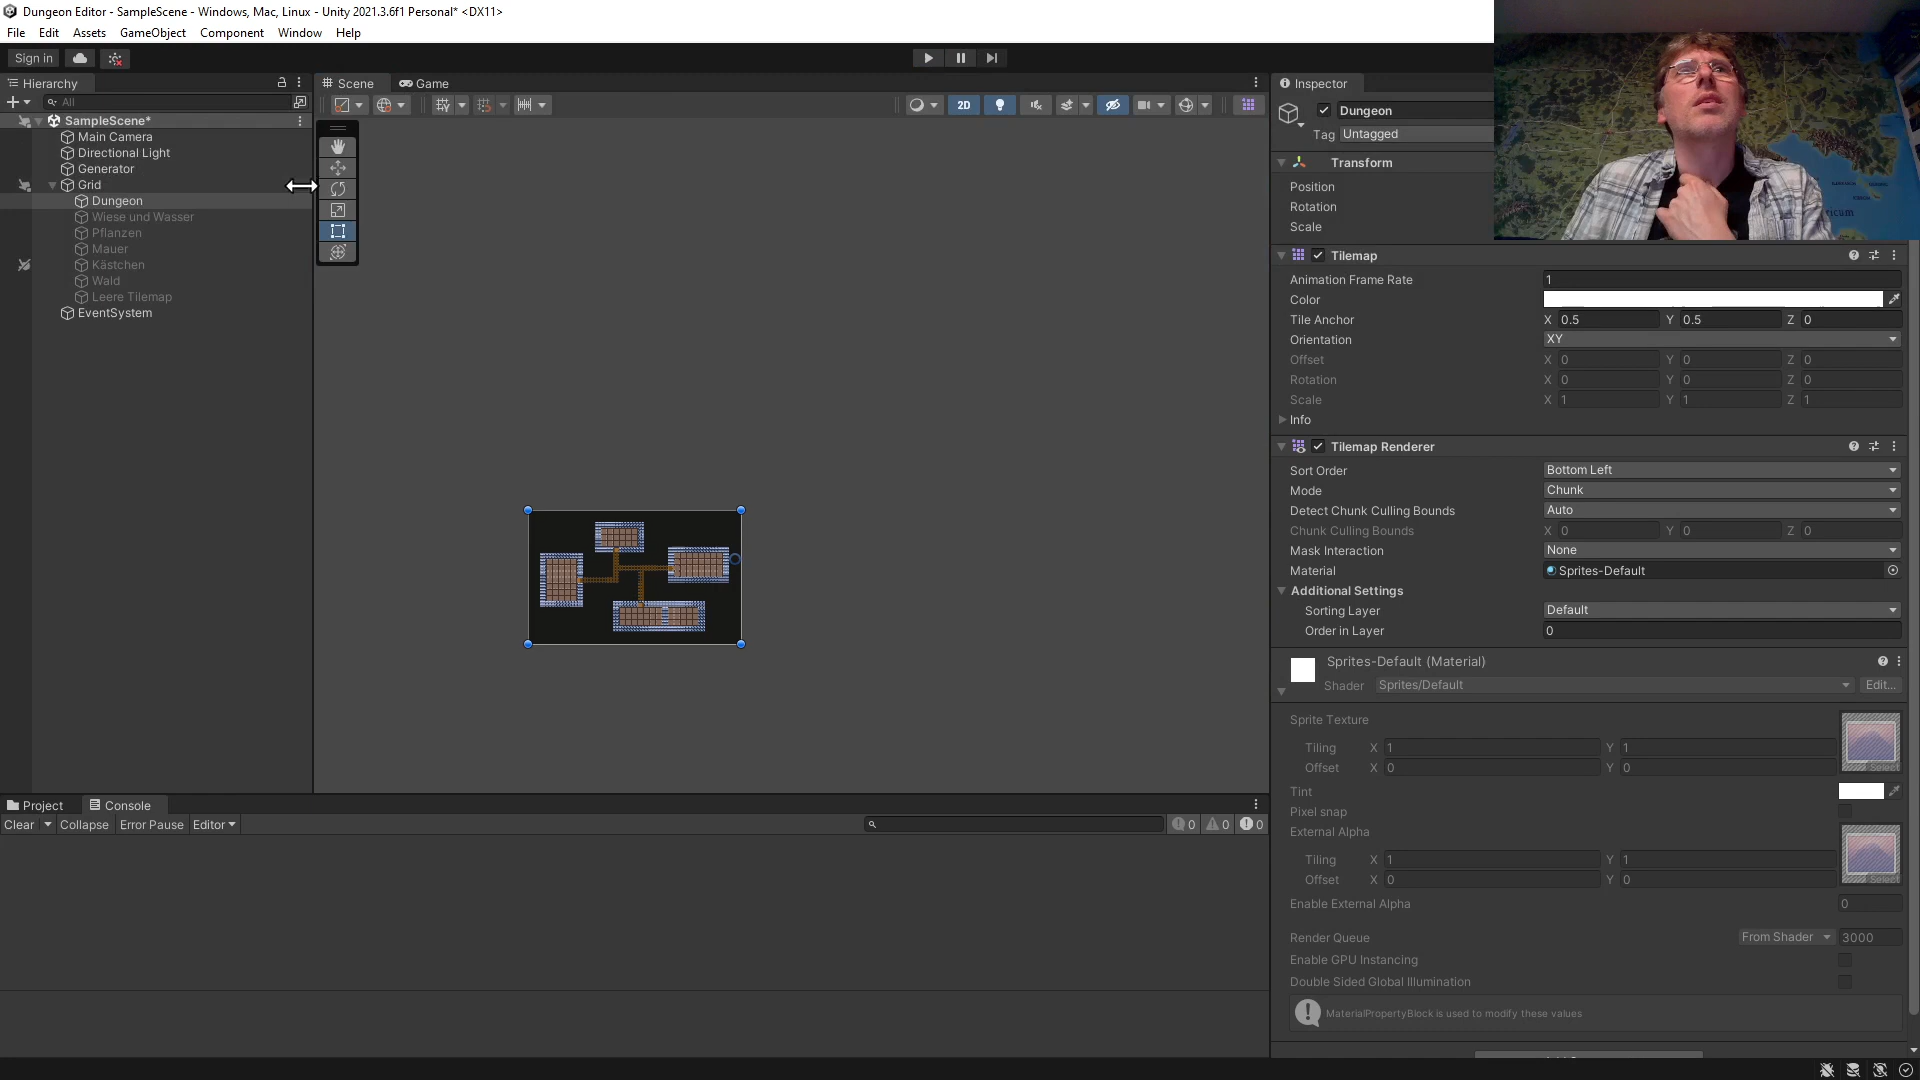 Dungeon Editor - SampleScene - Windows, Mac, Linux - Unity 2021.3.6f1 Personal* <DX11>
File Edit Assets GameObject Component Window Help
Sign in
Hierarchy
All
SampleScene*
Main Camera
Directional Light
Generator
Grid
Dungeon
Wiese und Wasser
Pflanzen
Mauer
Kästchen
Wald
Leere Tilemap
EventSystem
Scene Game
2D
Inspector
Dungeon
Tag Untagged
Transform
Position
Rotation
Scale
Tilemap
Animation Frame Rate 1
Color
Tile Anchor X 0.5 Y 0.5 Z 0
Orientation XY
Offset X 0 Y 0 Z 0
Rotation X 0 Y 0 Z 0
Scale X 1 Y 1 Z 1
Info
Tilemap Renderer
Sort Order Bottom Left
Mode Chunk
Detect Chunk Culling Bounds Auto
Chunk Culling Bounds X 0 Y 0 Z 0
Mask Interaction None
Material Sprites-Default
Additional Settings
Sorting Layer Default
Order in Layer 0
Sprites-Default (Material)
Shader Sprites/Default Edit...
Sprite Texture
Tiling X 1 Y 1
Offset X 0 Y 0
Select
Tint
Pixel snap
External Alpha
Tiling X 1 Y 1
Offset X 0 Y 0
Select
Enable External Alpha 0
Render Queue From Shader 3000
Enable GPU Instancing
Double Sided Global Illumination
MaterialPropertyBlock is used to modify these values
Project Console
Clear Collapse Error Pause Editor
0 0 0